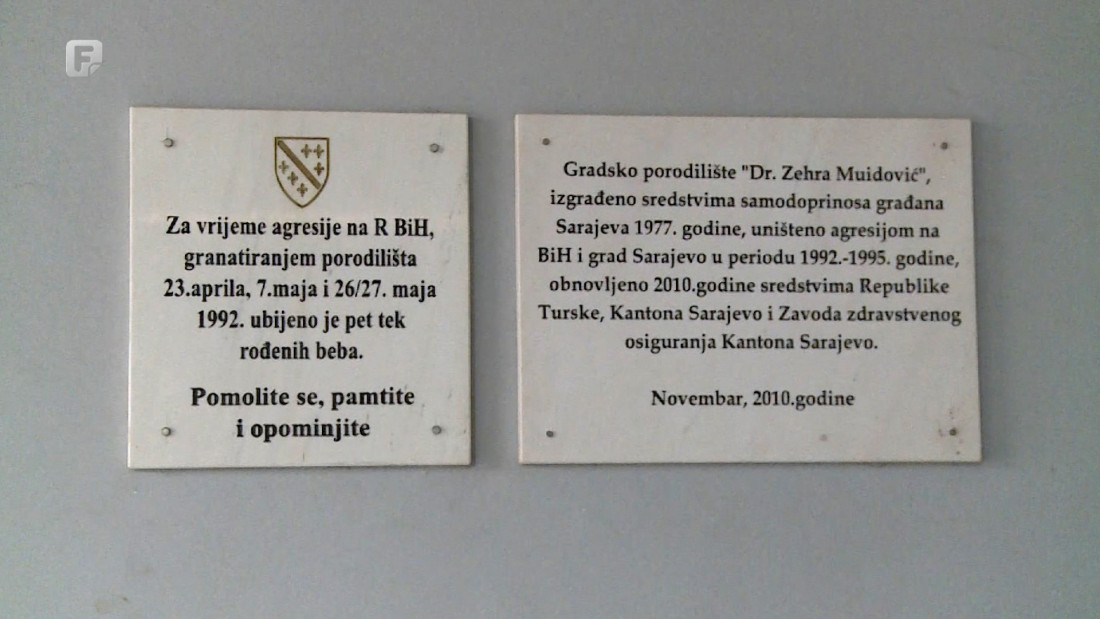 F
Za vrijeme agresije na R BiH,
granatiranjem porodilišta
23.aprila, 7.maja i 26/27. maja
1992. ubijeno je pet tek
rođenih beba.
Pomolite se, pamtite
i opominjite
Gradsko porodilište "Dr. Zehra Muidović",
izgrađeno sredstvima samodoprinosa građana
Sarajeva 1977. godine, uništeno agresijom na
BiH i grad Sarajevo u periodu 1992.-1995. godine,
obnovljeno 2010.godine sredstvima Republike
Turske, Kantona Sarajevo i Zavoda zdravstvenog
osiguranja Kantona Sarajevo.
Novembar, 2010.godine